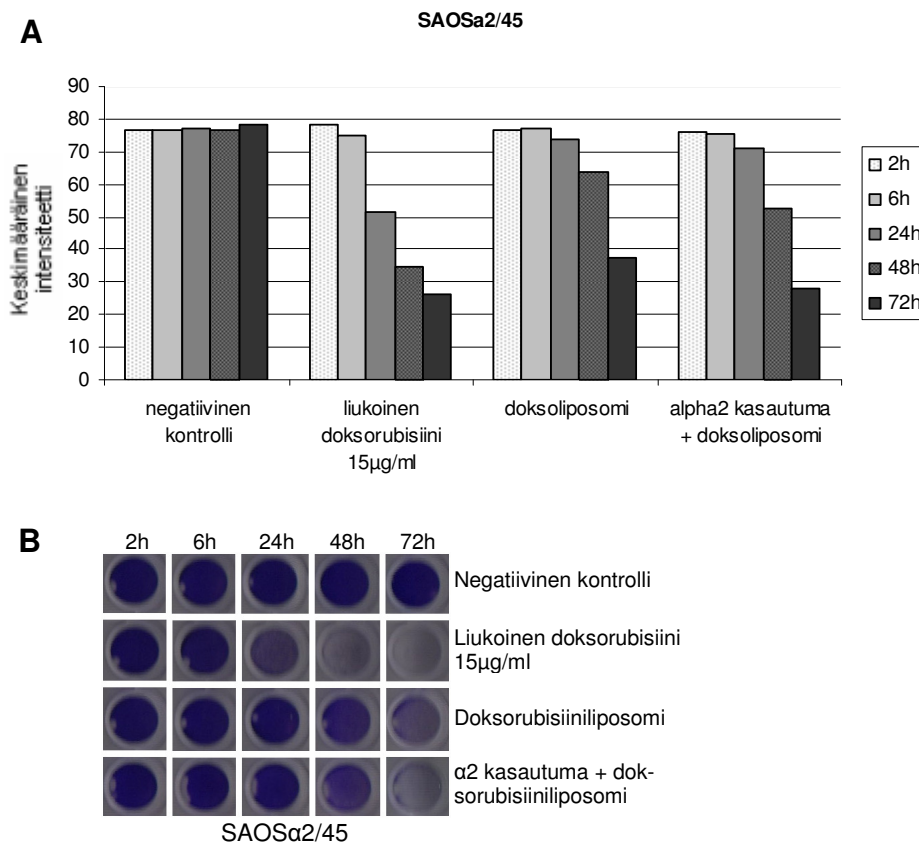 SAOSa2/45
A
90
80
70
60
50
40
30
20
10
0
Keskimääräinen
intensiteetti
negatiivinen
kontrolli
liukoinen
doksorubisiini
15µg/ml
doksoliposomi
alpha2 kasautuma
+ doksoliposomi
2h
6h
24h
48h
72h
B
2h 6h 24h 48h 72h
Negatiivinen kontrolli
Liukoinen doksorubisiini
15µg/ml
Doksorubisiiniliposomi
α2 kasautuma + dok-
sorubisiiniliposomi
SAOSα2/45